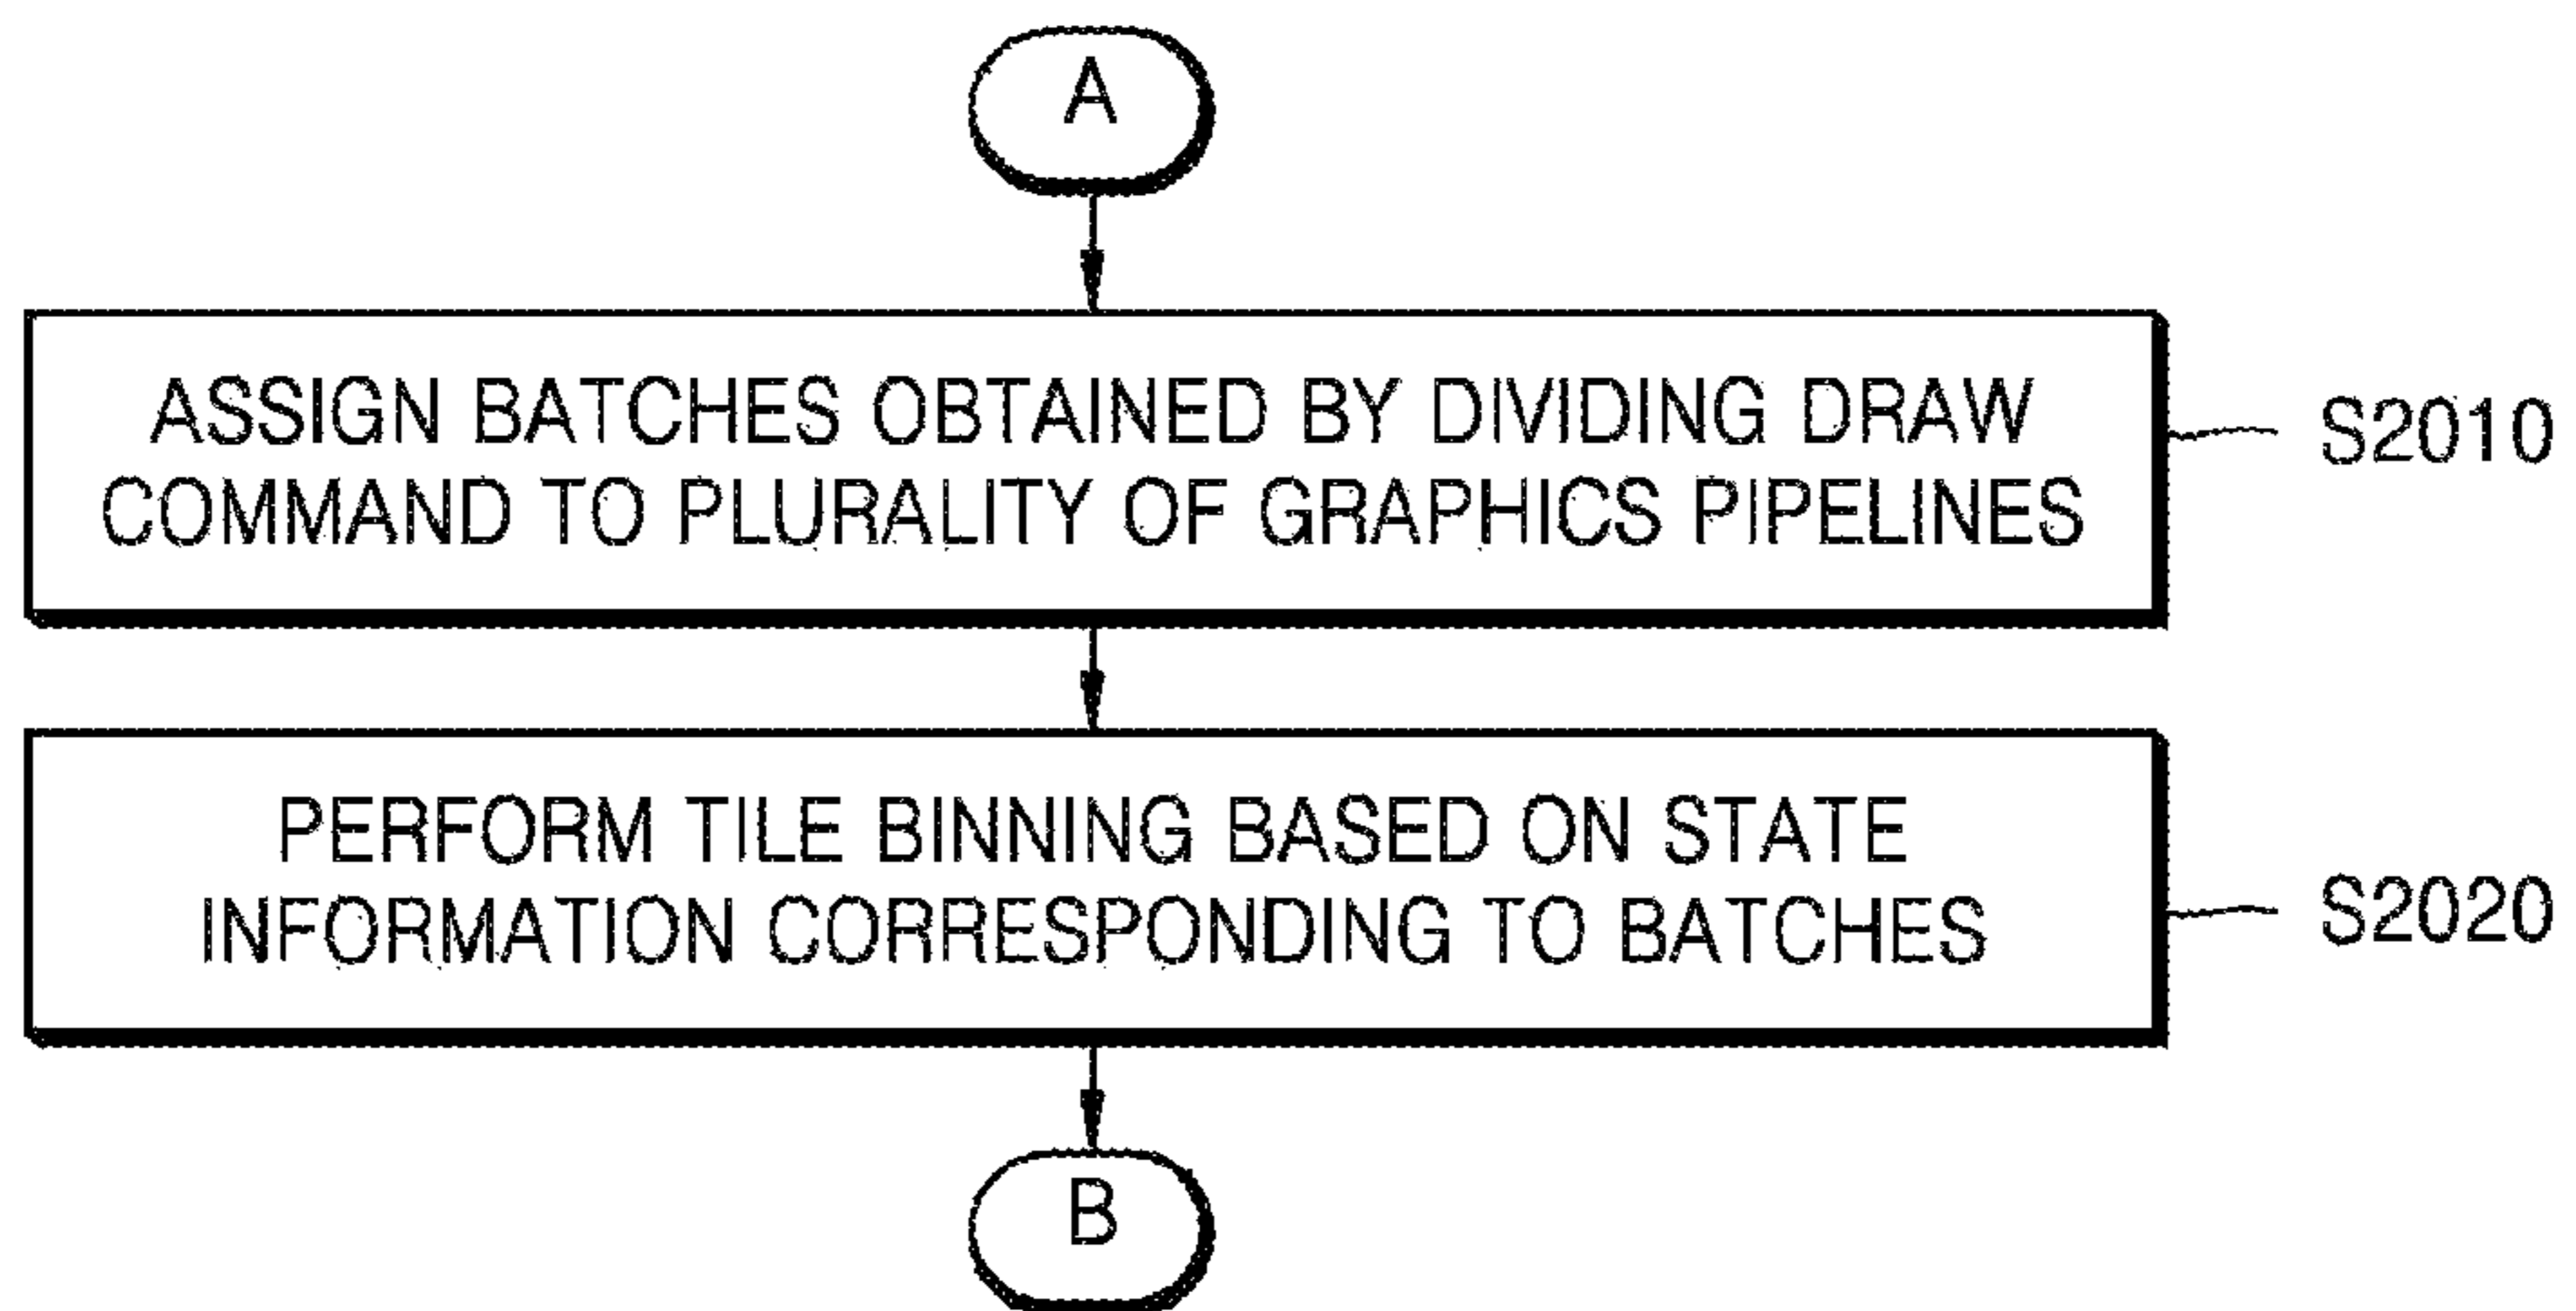 A
ASSIGN BATCHES OBTAINED BY DIVIDING DRAW
COMMAND TO PLURALITY OF GRAPHICS PIPELINES
S2010
PERFORM TILE BINNING BASED ON STATE
INFORMATION CORRESPONDING TO BATCHES
S2020
B